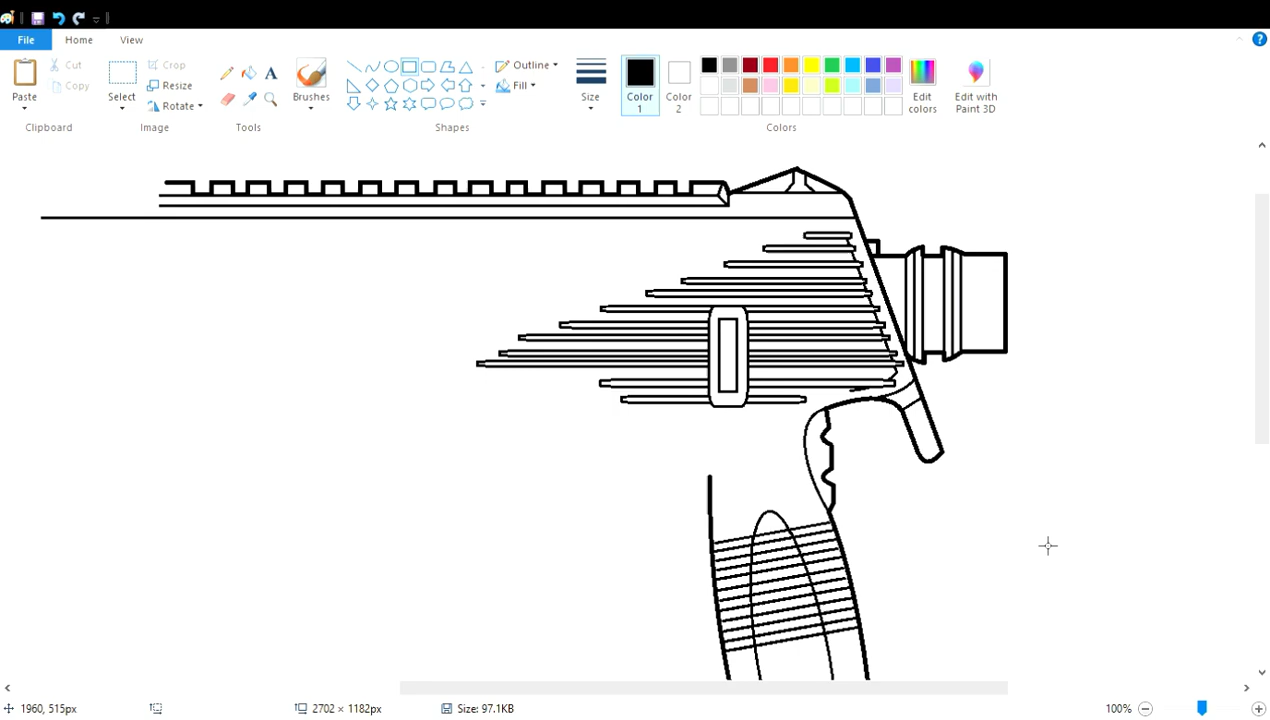 File Home View
Paste
Cut
Copy
Clipboard
Select
Crop
Resize
Rotate
Image
A
Tools
Brushes
Outline
Fill
Shapes
Size
Color
1
Color
2
Edit
colors
Edit with
Paint 3D
Colors
?
1960, 515px 2702 × 1182px Size: 97.1KB 100%